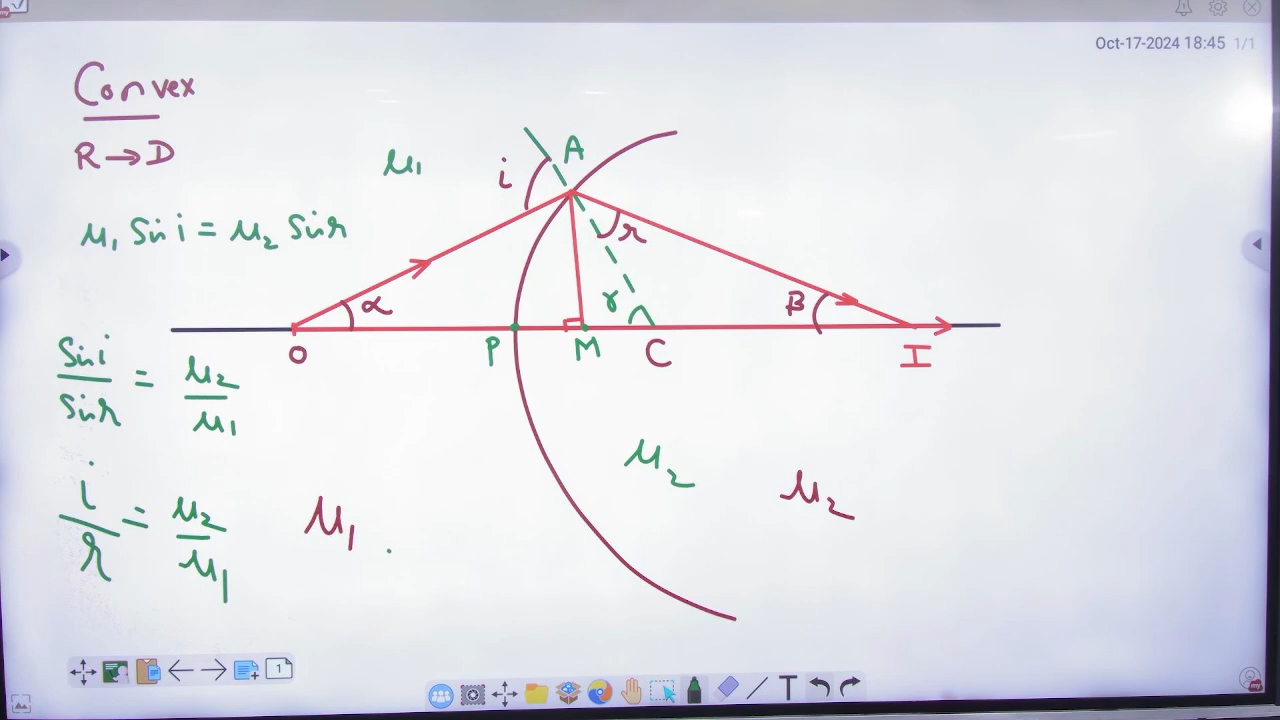 Oct-17-2024 18:45 1/1
Convex
R→D
μ₁
i
A
μ₁ Sin i = μ₂ Sin r
r
α
γ
β
O
P
M
C
I
Sin i / Sin r = μ₂ / μ₁
μ₂
μ₂
i / r = μ₂ / μ₁
μ₁
1
T